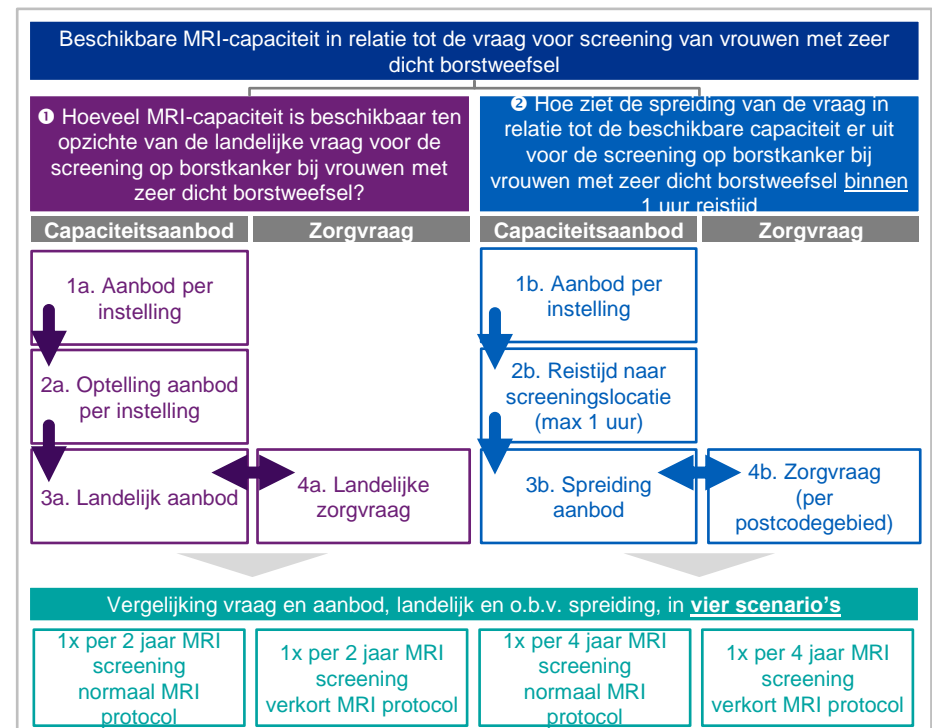 Beschikbare MRI-capaciteit in relatie tot de vraag voor screening van vrouwen met zeer
dicht borstweefsel
❶ Hoeveel MRI-capaciteit is beschikbaar ten
opzichte van de landelijke vraag voor de
screening op borstkanker bij vrouwen met
zeer dicht borstweefsel?
❷ Hoe ziet de spreiding van de vraag in
relatie tot de beschikbare capaciteit er uit
voor de screening op borstkanker bij
vrouwen met zeer dicht borstweefsel binnen
1 uur reistijd
Capaciteitsaanbod
Zorgvraag
Capaciteitsaanbod
Zorgvraag
1a. Aanbod per
instelling
2a. Optelling aanbod
per instelling
3a. Landelijk aanbod
4a. Landelijke
zorgvraag
1b. Aanbod per
instelling
2b. Reistijd naar
screeningslocatie
(max 1 uur)
3b. Spreiding
aanbod
4b. Zorgvraag
(per
postcodegebied)
Vergelijking vraag en aanbod, landelijk en o.b.v. spreiding, in vier scenario's
1x per 2 jaar MRI
screening
normaal MRI
protocol
1x per 2 jaar MRI
screening
verkort MRI protocol
1x per 4 jaar MRI
screening
normaal MRI
protocol
1x per 4 jaar MRI
screening
verkort MRI protocol